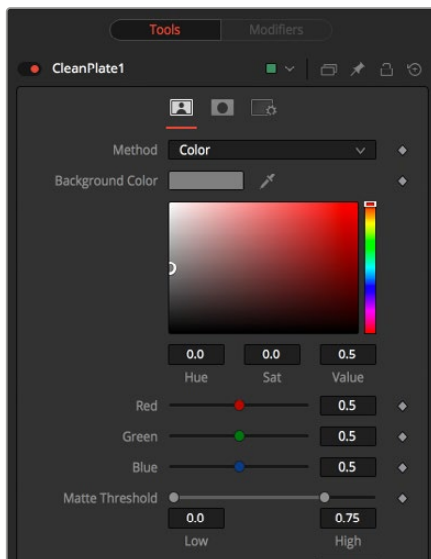 Tools Modifiers
CleanPlate1
Method Color
Background Color
0.0 0.0 0.5
Hue Sat Value
Red 0.5
Green 0.5
Blue 0.5
Matte Threshold
0.0 0.75
Low High